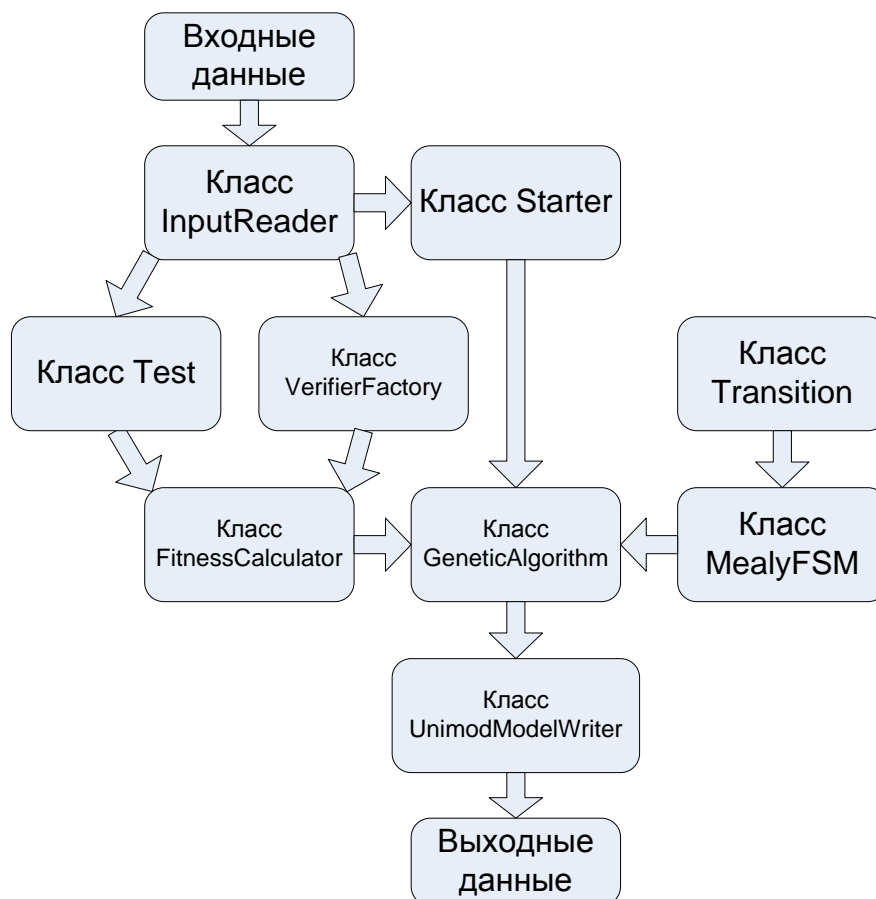 Входные
данные
Класс
InputReader
Класс Starter
Класс Test
Класс
VerifierFactory
Класс
Transition
Класс
FitnessCalculator
Класс
GeneticAlgorithm
Класс
MealyFSM
Класс
UnimodModelWriter
Выходные
данные